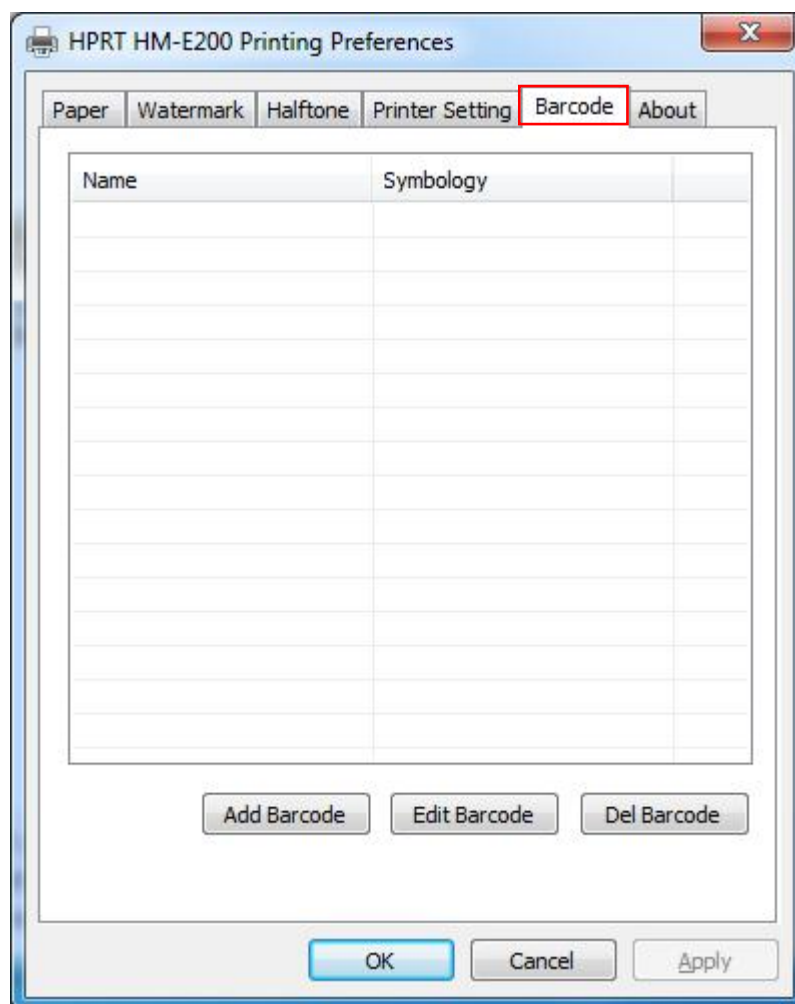 HPRT HM-E200 Printing Preferences
Paper Watermark Halftone Printer Setting Barcode About
Name Symbology
Add Barcode Edit Barcode Del Barcode
OK Cancel Apply